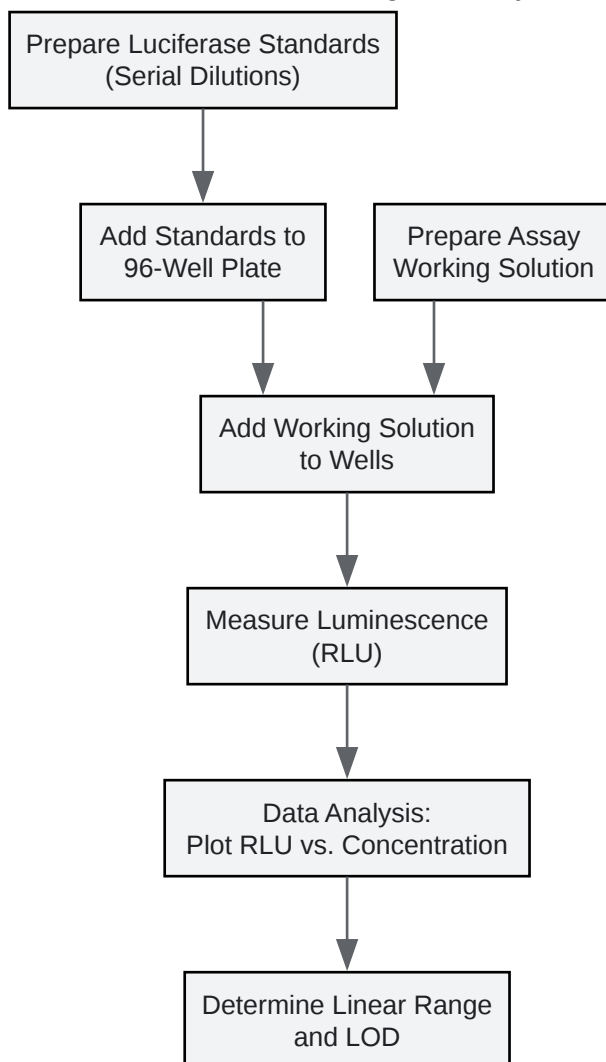 Prepare Luciferase Standards
(Serial Dilutions)
Add Standards to
96-Well Plate
Prepare Assay
Working Solution
Add Working Solution
to Wells
Measure Luminescence
(RLU)
Data Analysis:
Plot RLU vs. Concentration
Determine Linear Range
and LOD